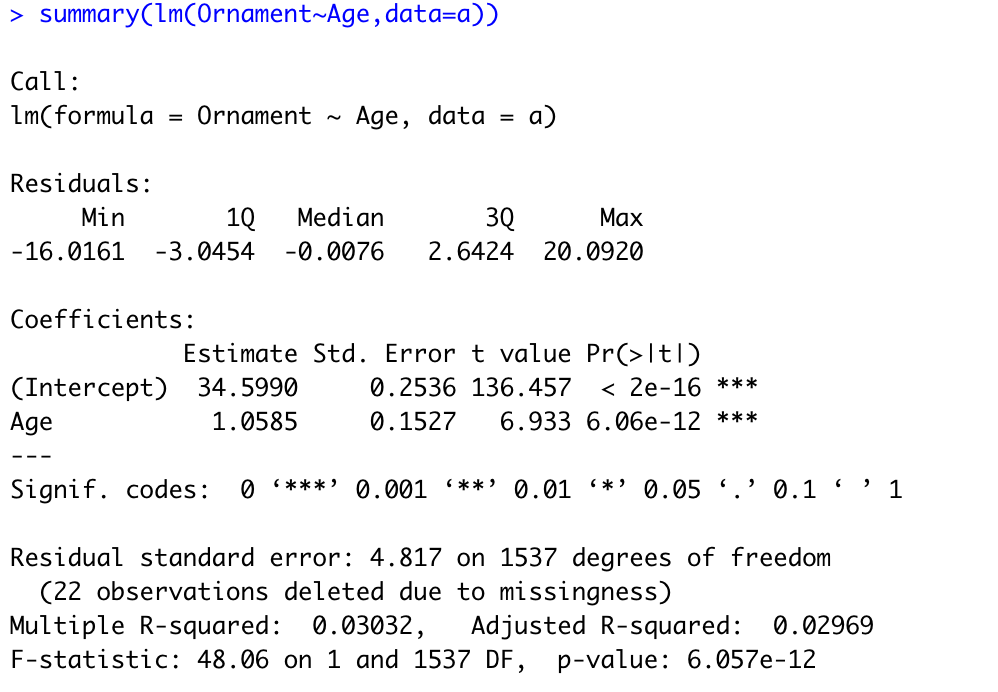 > summary(lm(Ornament~Age,data=a))
Call:
lm(formula = Ornament ~ Age, data = a)
Residuals:
     Min       1Q   Median       3Q      Max
-16.0161  -3.0454  -0.0076   2.6424  20.0920
Coefficients:
            Estimate Std. Error t value Pr(>|t|)
(Intercept)  34.5990     0.2536 136.457  < 2e-16 ***
Age           1.0585     0.1527   6.933 6.06e-12 ***
---
Signif. codes:  0 ‘***’ 0.001 ‘**’ 0.01 ‘*’ 0.05 ‘.’ 0.1 ‘ ’ 1
Residual standard error: 4.817 on 1537 degrees of freedom
  (22 observations deleted due to missingness)
Multiple R-squared:  0.03032,	Adjusted R-squared:  0.02969
F-statistic: 48.06 on 1 and 1537 DF,  p-value: 6.057e-12